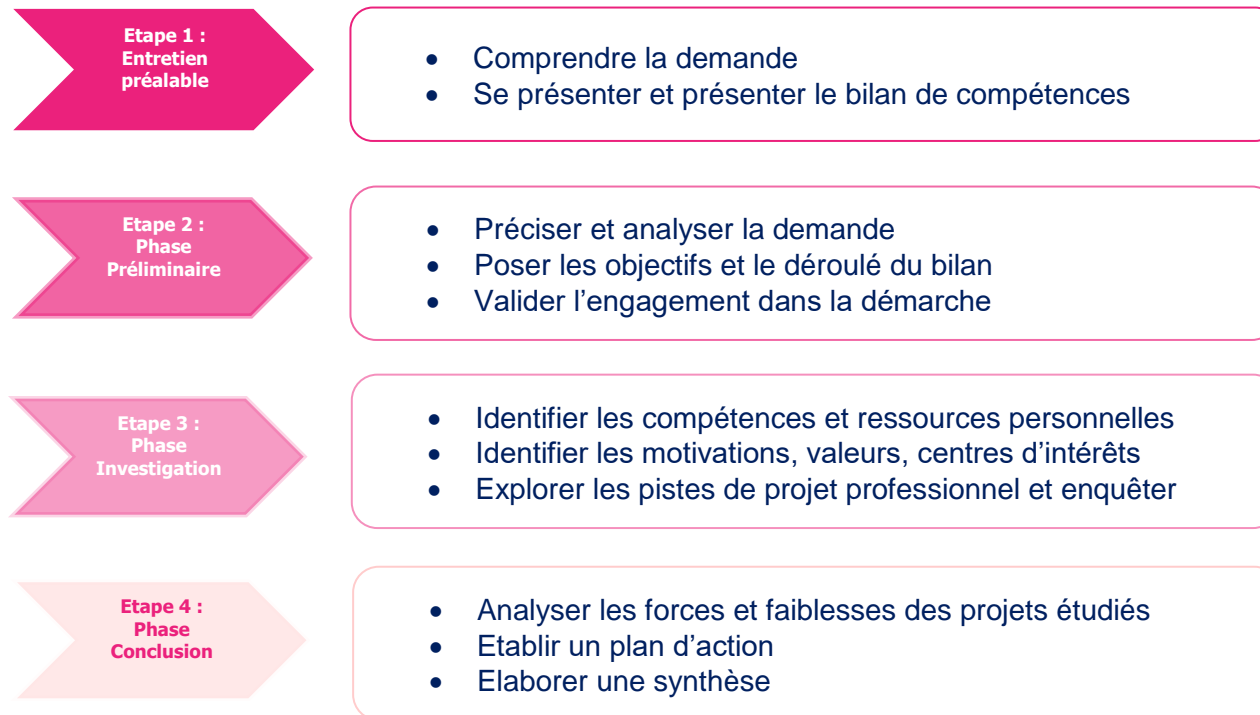 Etape 1 :
Entretien
préalable
• Comprendre la demande
• Se présenter et présenter le bilan de compétences
Etape 2 :
Phase
Préliminaire
• Préciser et analyser la demande
• Poser les objectifs et le déroulé du bilan
• Valider l’engagement dans la démarche
Etape 3 :
Phase
Investigation
• Identifier les compétences et ressources personnelles
• Identifier les motivations, valeurs, centres d’intérêts
• Explorer les pistes de projet professionnel et enquêter
Etape 4 :
Phase
Conclusion
• Analyser les forces et faiblesses des projets étudiés
• Etablir un plan d’action
• Elaborer une synthèse